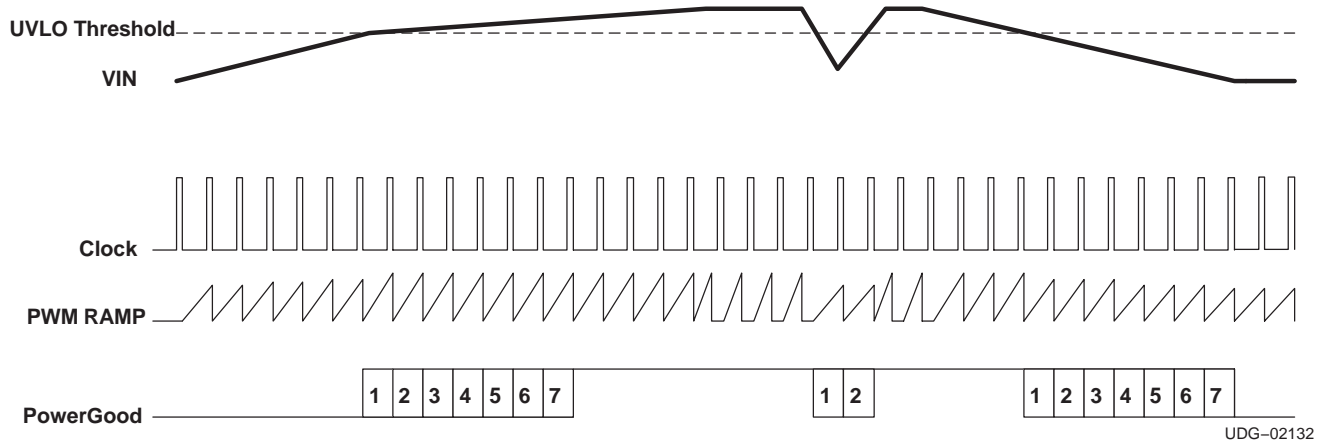 UVLO Threshold
VIN
Clock
PWM RAMP
PowerGood
1 2 3 4 5 6 7
1 2
1 2 3 4 5 6 7
UDG–02132